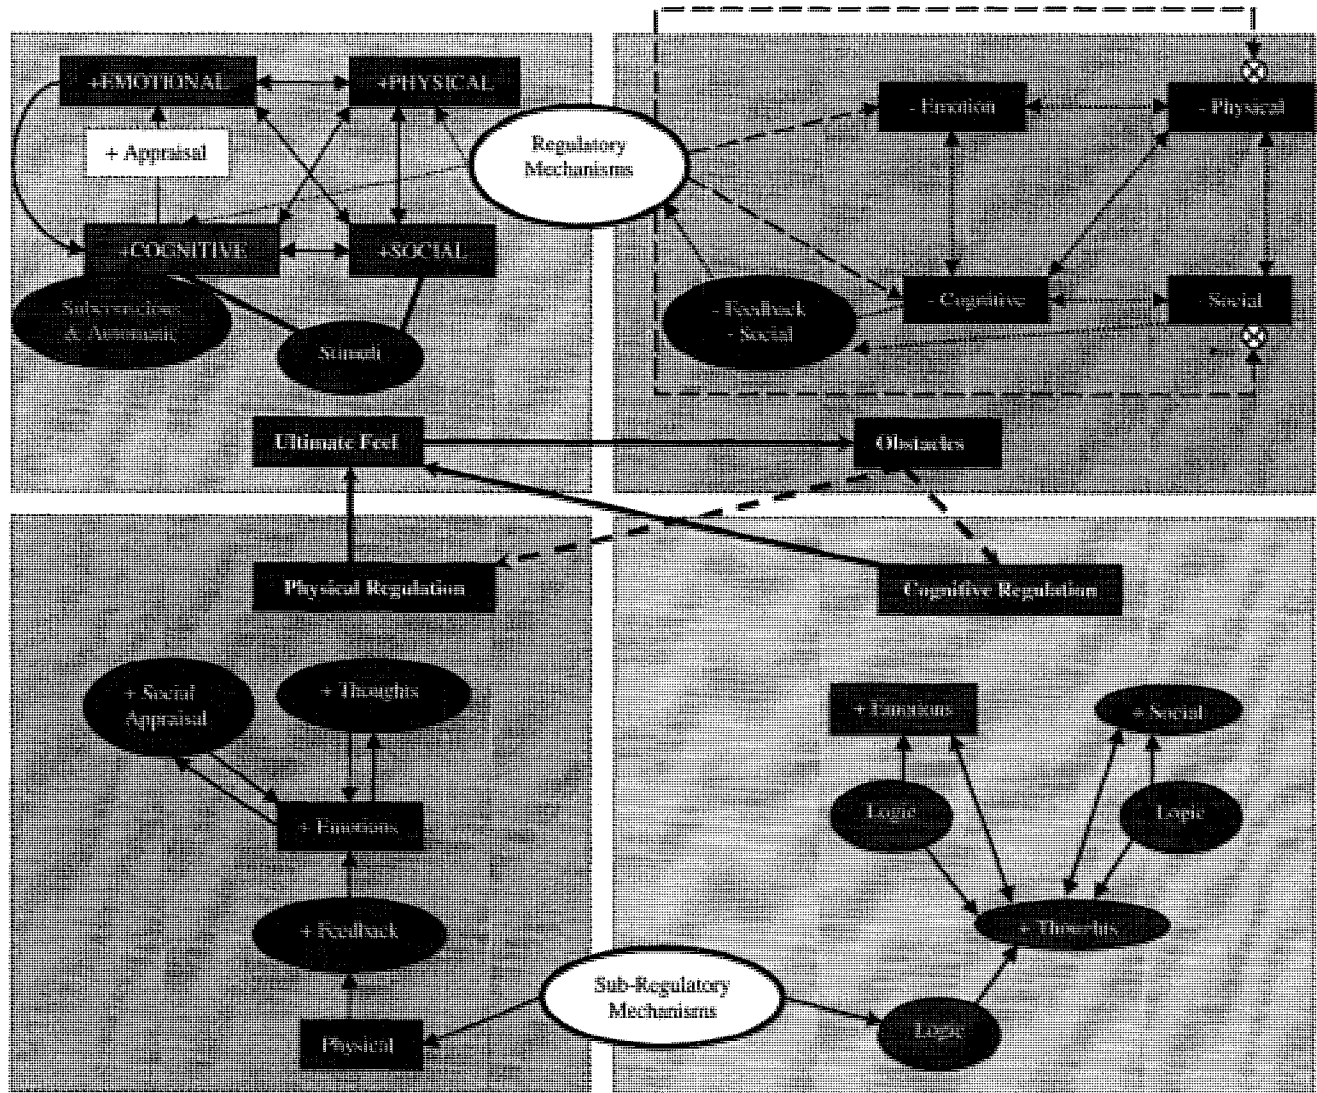 +EMOTIONAL
+PHYSICAL
+ Appraisal
+COGNITIVE
+SOCIAL
Subconscious
& Automatic
Stimuli
Regulatory
Mechanisms
- Emotion
- Physical
- Cognitive
- Social
- Feedback
- Social
Ultimate Feel
Obstacles
Physical Regulation
Cognitive Regulation
+ Social
Appraisal
+ Thoughts
+ Emotions
+ Feedback
Physical
Sub-Regulatory
Mechanisms
+ Emotions
+ Social
Logic
Logic
+ Thoughts
Logic